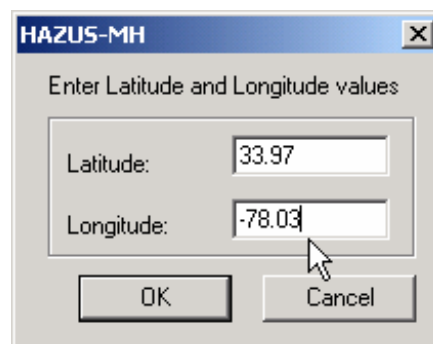 HAZUS-MH
Enter Latitude and Longitude values
Latitude: 33.97
Longitude: -78.03
OK Cancel